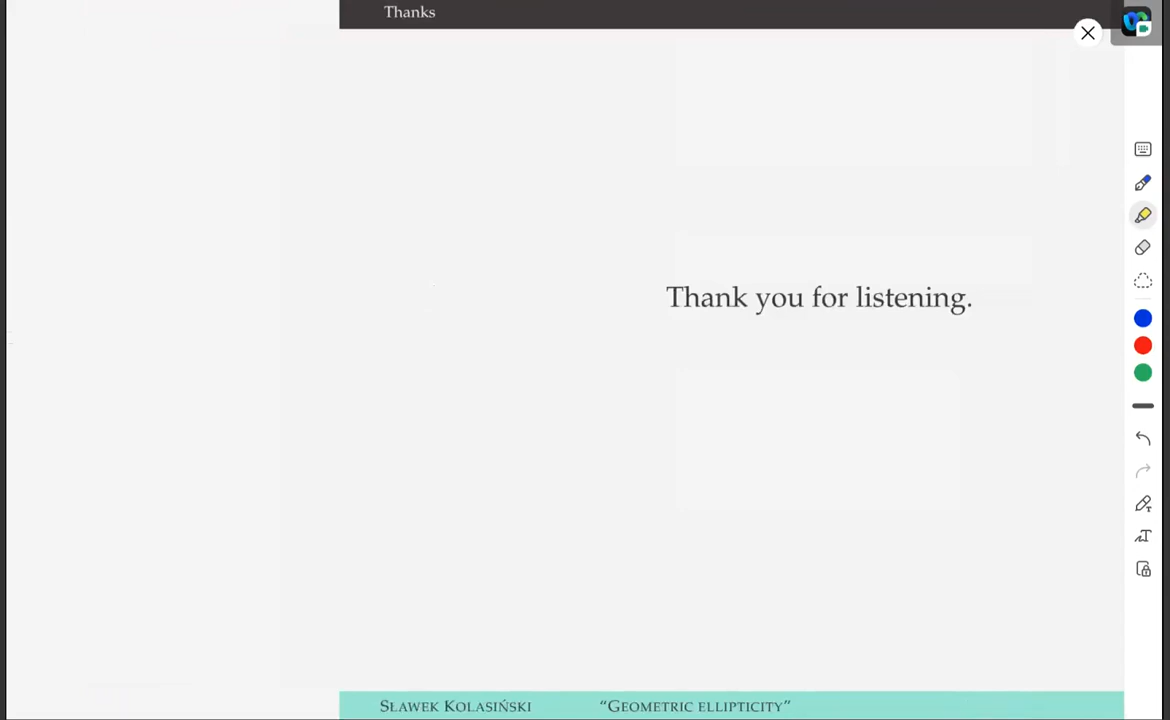 Thanks
Thank you for listening.
SŁAWEK KOLASIŃSKI “GEOMETRIC ELLIPTICITY”